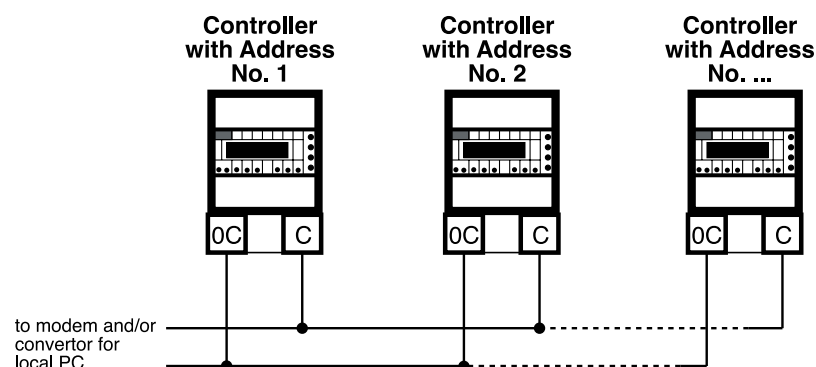 Controller
with Address
No. 1
Controller
with Address
No. 2
Controller
with Address
No. ...
0C
C
0C
C
0C
C
to modem and/or
convertor for
local PC